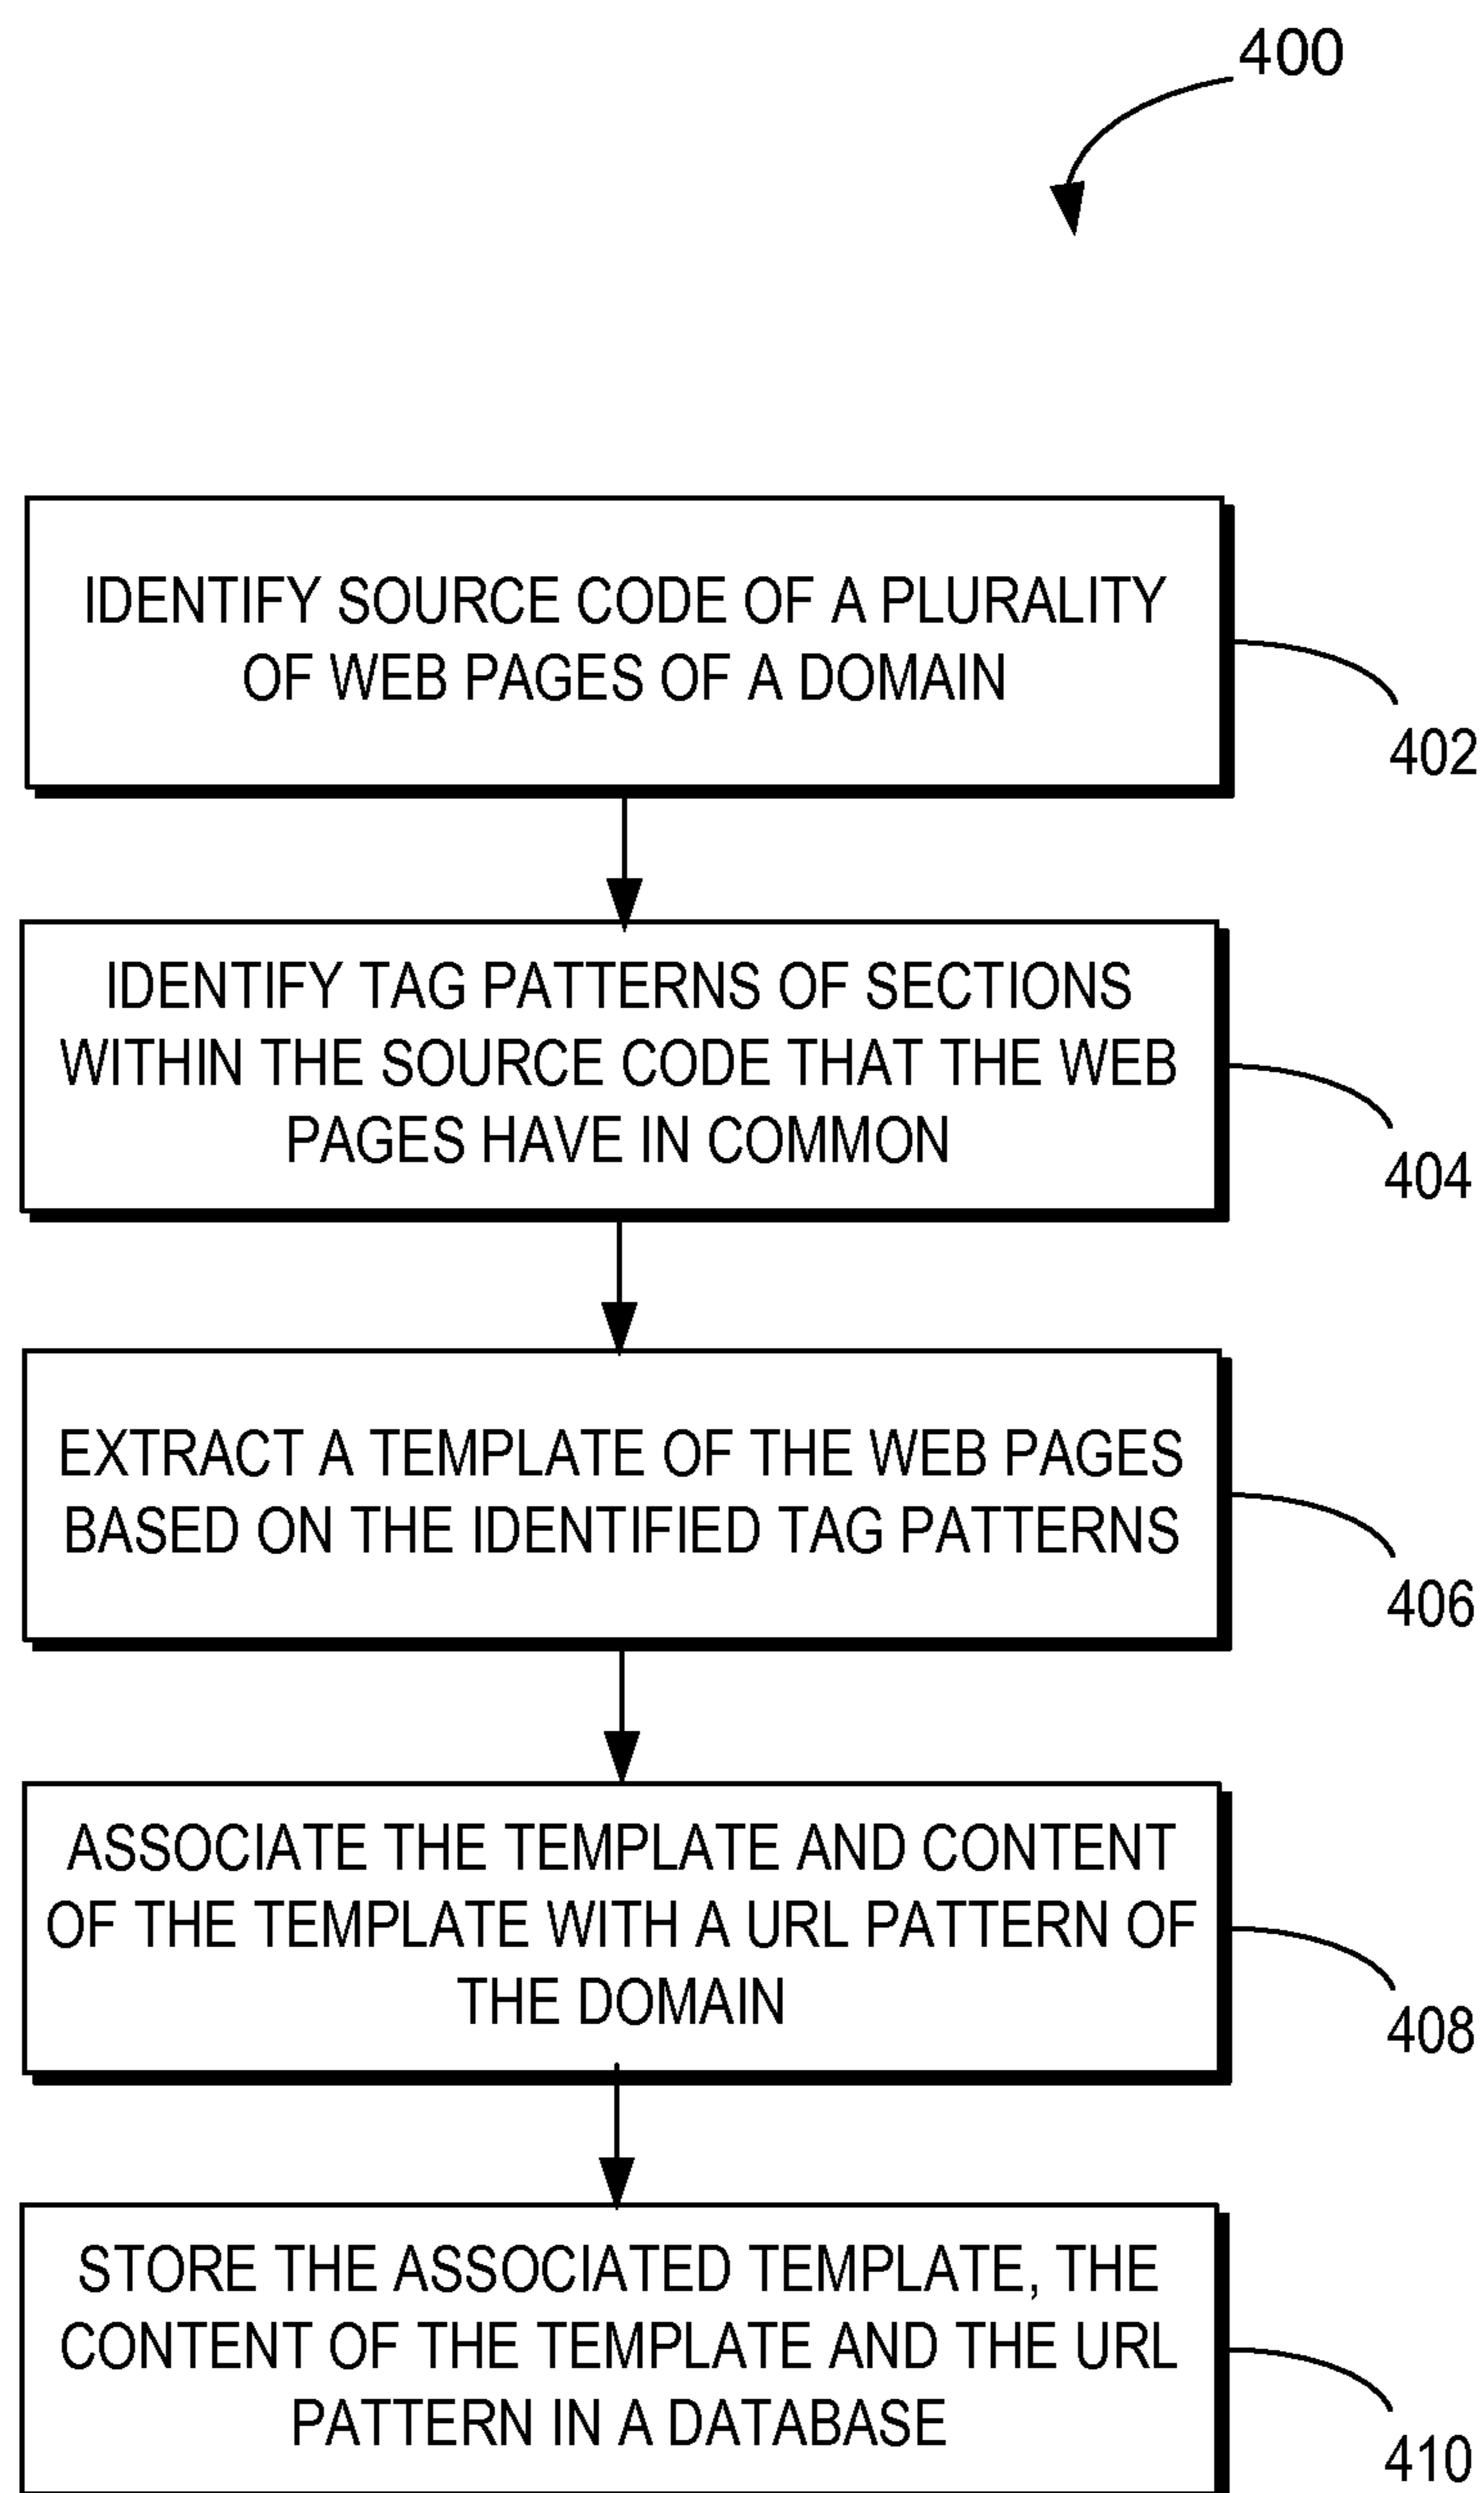 400
IDENTIFY SOURCE CODE OF A PLURALITY
OF WEB PAGES OF A DOMAIN
402
IDENTIFY TAG PATTERNS OF SECTIONS
WITHIN THE SOURCE CODE THAT THE WEB
PAGES HAVE IN COMMON
404
EXTRACT A TEMPLATE OF THE WEB PAGES
BASED ON THE IDENTIFIED TAG PATTERNS
406
ASSOCIATE THE TEMPLATE AND CONTENT
OF THE TEMPLATE WITH A URL PATTERN OF
THE DOMAIN
408
STORE THE ASSOCIATED TEMPLATE, THE
CONTENT OF THE TEMPLATE AND THE URL
PATTERN IN A DATABASE
410